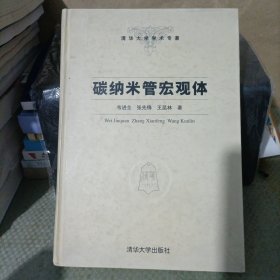 清华大学学术专著
碳纳米管宏观体
韦进全 张先锋 王昆林 著
Wei Jinquan Zhang Xianfeng Wang Kunlin
清华大学出版社